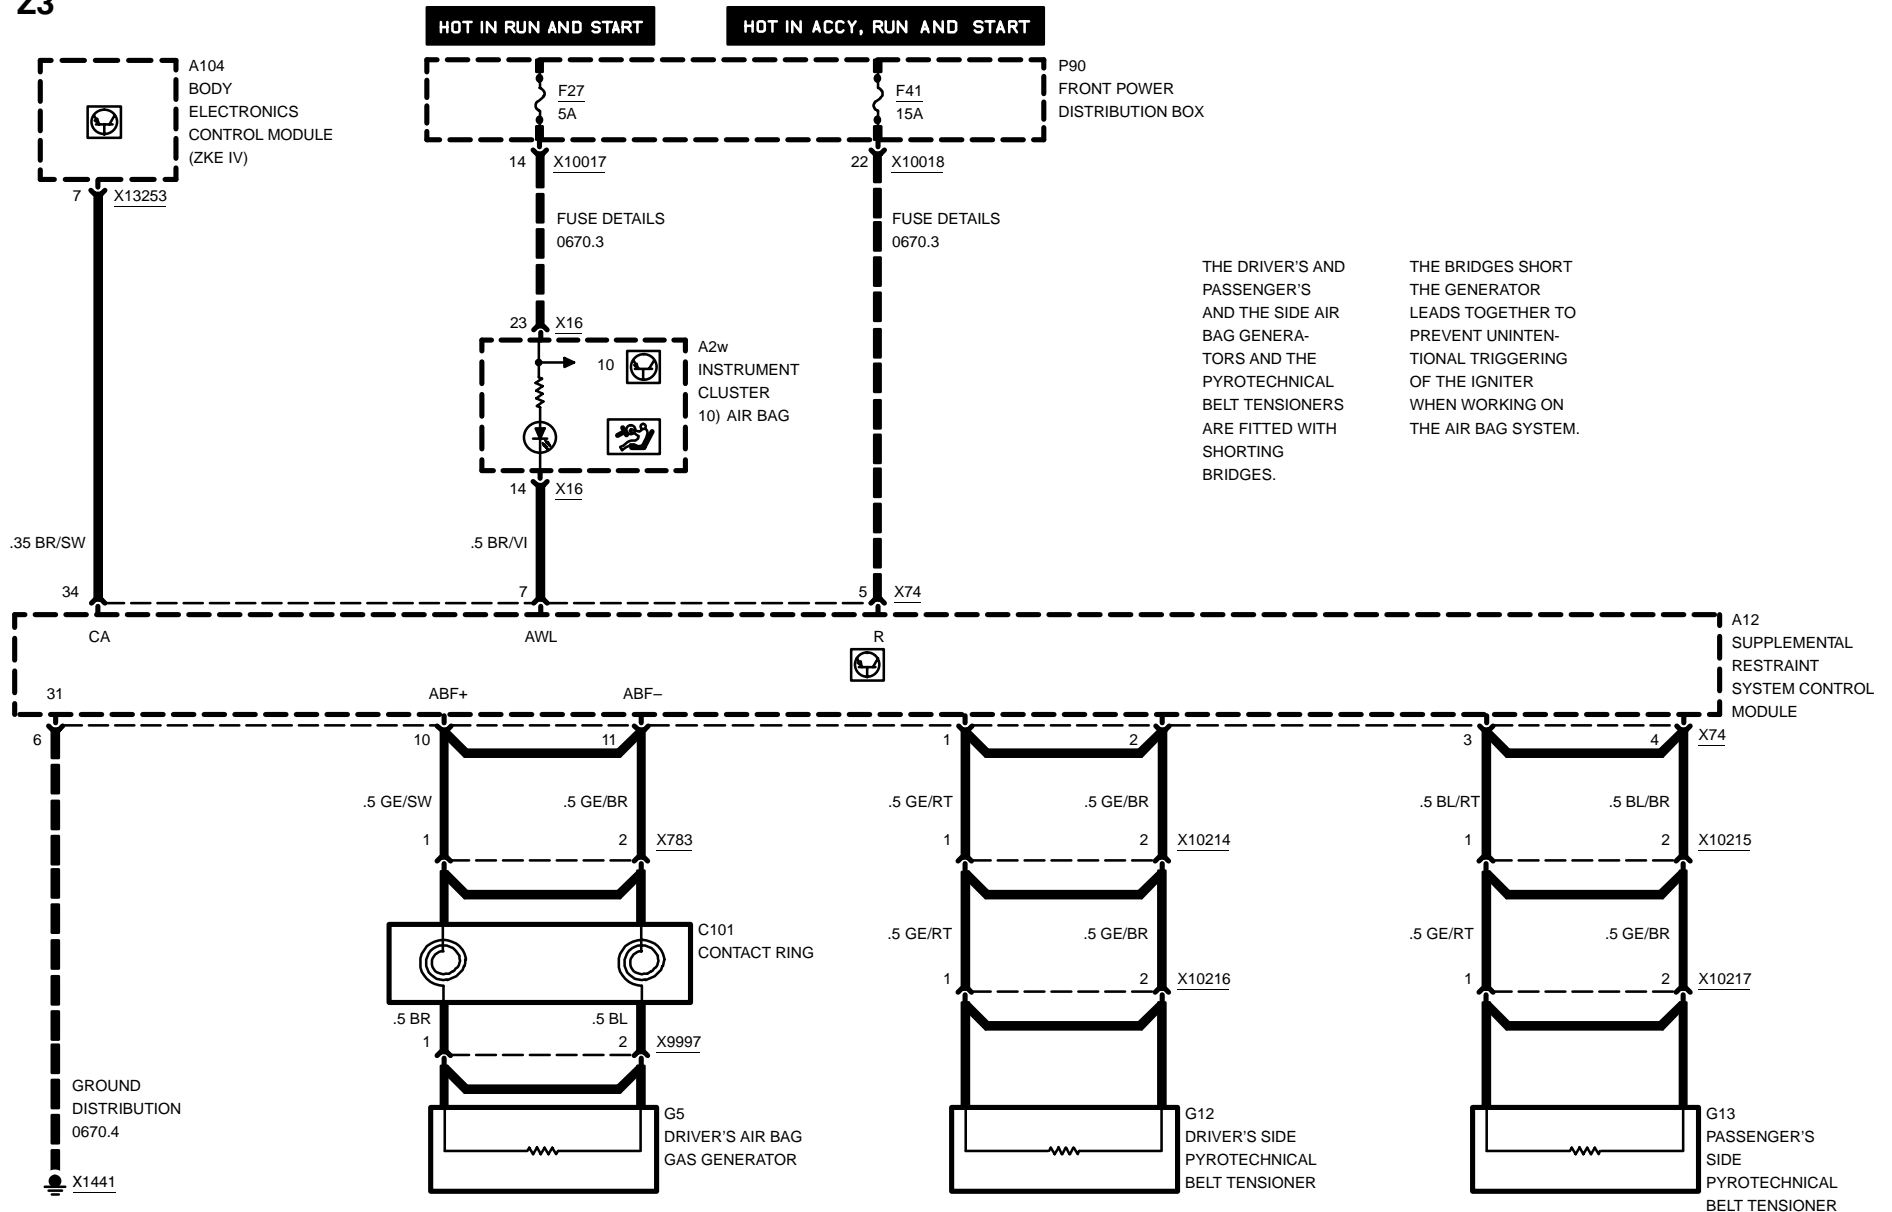 Z3
HOT IN RUN AND START
HOT IN ACCY, RUN AND START
A104
BODY
ELECTRONICS
CONTROL MODULE
(ZKE IV)
F27
5A
F41
15A
P90
FRONT POWER
DISTRIBUTION BOX
7 X13253
14 X10017
22 X10018
FUSE DETAILS
0670.3
FUSE DETAILS
0670.3
THE DRIVER'S AND
PASSENGER'S
AND THE SIDE AIR
BAG GENERA-
TORS AND THE
PYROTECHNICAL
BELT TENSIONERS
ARE FITTED WITH
SHORTING
BRIDGES.
THE BRIDGES SHORT
THE GENERATOR
LEADS TOGETHER TO
PREVENT UNINTEN-
TIONAL TRIGGERING
OF THE IGNITER
WHEN WORKING ON
THE AIR BAG SYSTEM.
23 X16
10
A2w
INSTRUMENT
CLUSTER
10) AIR BAG
14 X16
.35 BR/SW
.5 BR/VI
34
7
5 X74
CA
AWL
R
A12
SUPPLEMENTAL
RESTRAINT
SYSTEM CONTROL
MODULE
31
ABF+
ABF–
6
10
11
1
2
3
4 X74
.5 GE/SW
.5 GE/BR
.5 GE/RT
.5 GE/BR
.5 BL/RT
.5 BL/BR
1
2 X783
1
2 X10214
1
2 X10215
C101
CONTACT RING
.5 GE/RT
.5 GE/BR
.5 GE/RT
.5 GE/BR
1
2 X10216
1
2 X10217
.5 BR
.5 BL
1
2 X9997
GROUND
DISTRIBUTION
0670.4
X1441
G5
DRIVER'S AIR BAG
GAS GENERATOR
G12
DRIVER'S SIDE
PYROTECHNICAL
BELT TENSIONER
G13
PASSENGER'S
SIDE
PYROTECHNICAL
BELT TENSIONER